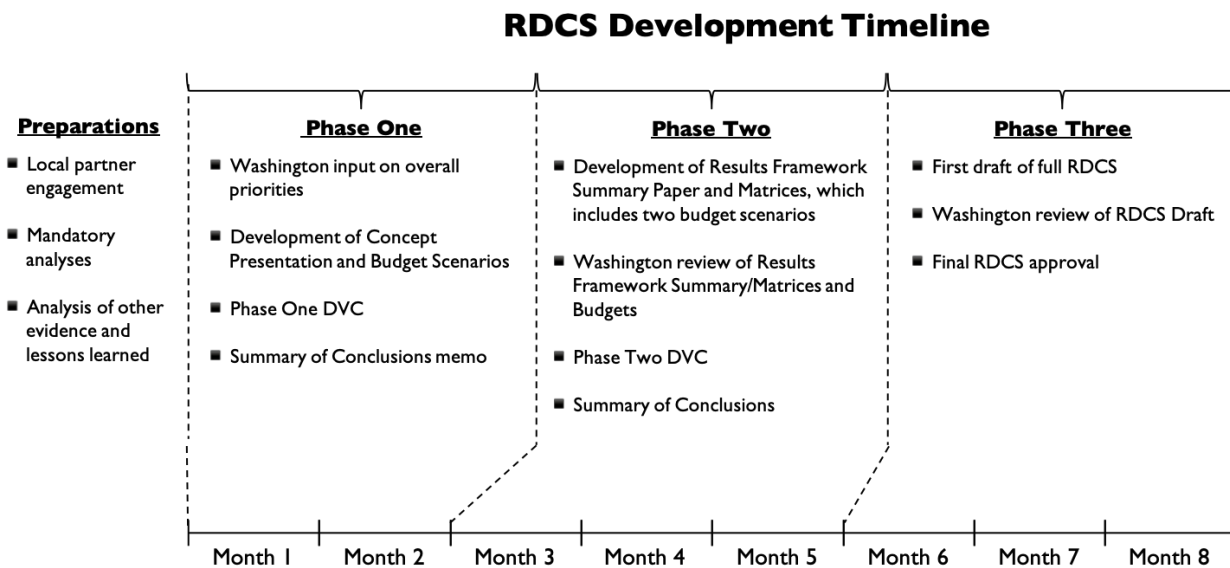 RDCS Development Timeline
Preparations
■ Local partner
engagement
■ Mandatory
analyses
■ Analysis of other
evidence and
lessons learned
Phase One
■ Washington input on overall
priorities
■ Development of Concept
Presentation and Budget Scenarios
■ Phase One DVC
■ Summary of Conclusions memo
Phase Two
■ Development of Results Framework
Summary Paper and Matrices, which
includes two budget scenarios
■ Washington review of Results
Framework Summary/Matrices and
Budgets
■ Phase Two DVC
■ Summary of Conclusions
Phase Three
■ First draft of full RDCS
■ Washington review of RDCS Draft
■ Final RDCS approval
Month 1 Month 2 Month 3 Month 4 Month 5 Month 6 Month 7 Month 8